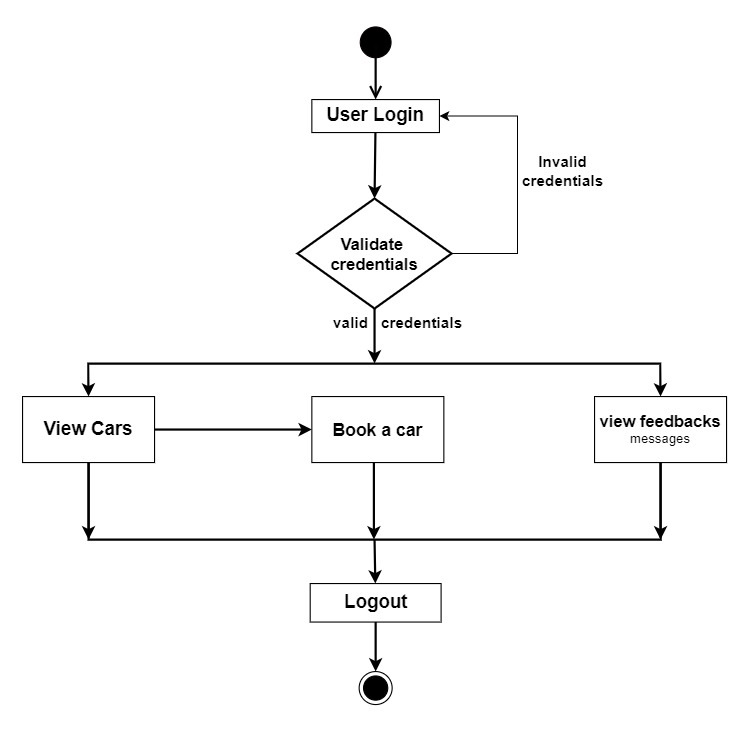 User Login
Invalid
credentials
Validate
credentials
valid credentials
View Cars
Book a car
view feedbacks
messages
Logout